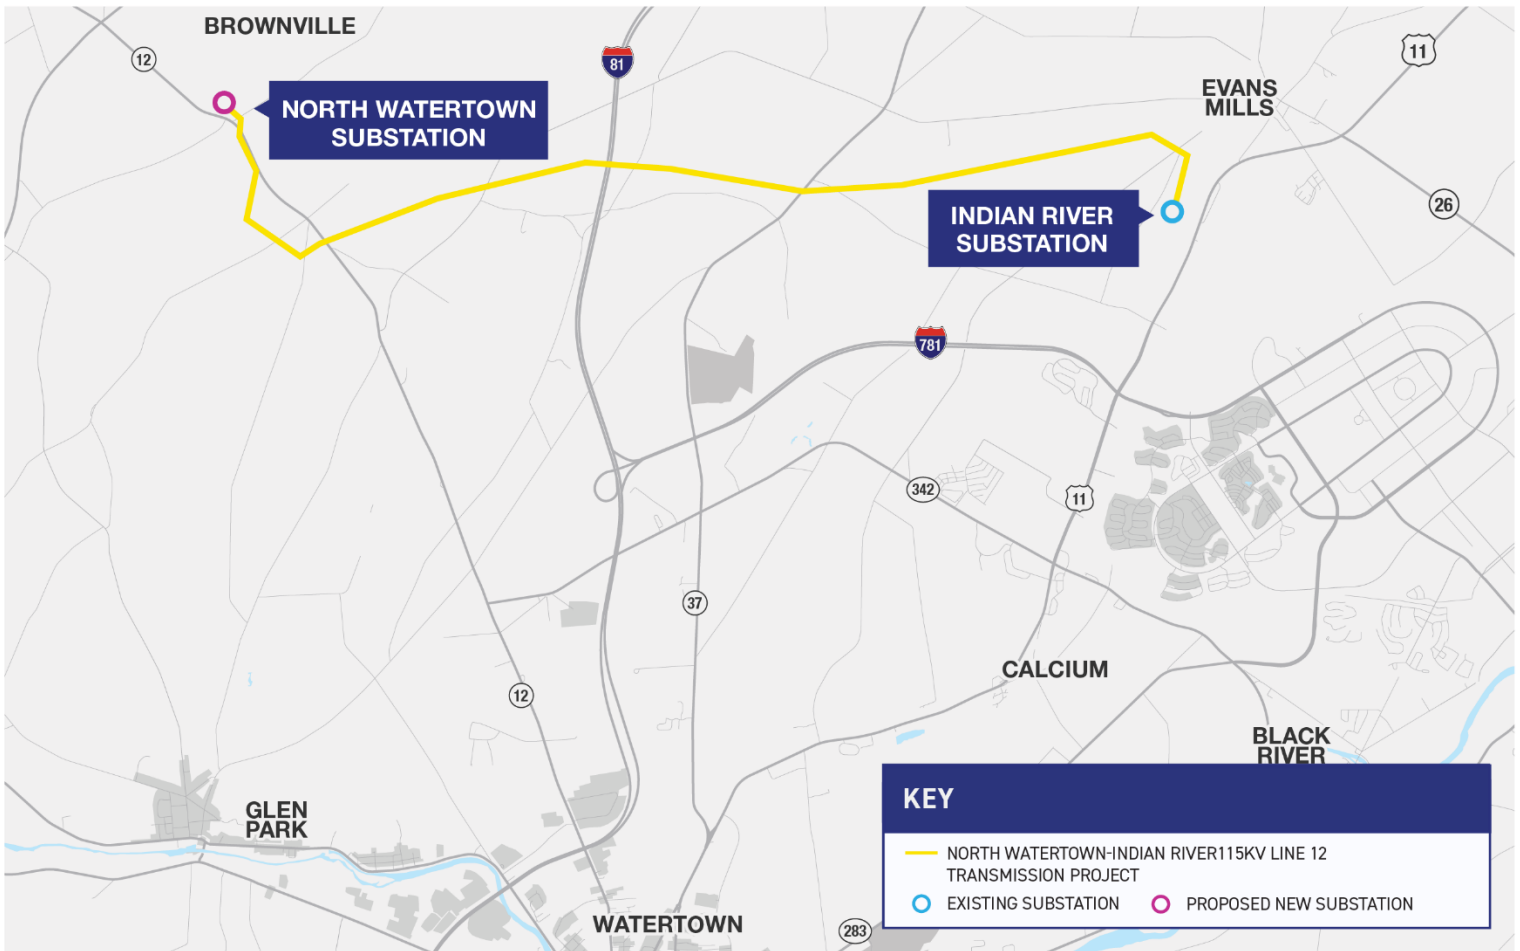 BROWNVILLE
12
81
11
EVANS
MILLS
NORTH WATERTOWN
SUBSTATION
INDIAN RIVER
SUBSTATION
26
781
342
11
37
12
CALCIUM
BLACK
RIVER
GLEN
PARK
WATERTOWN
283
KEY
NORTH WATERTOWN-INDIAN RIVER115KV LINE 12
TRANSMISSION PROJECT
EXISTING SUBSTATION
PROPOSED NEW SUBSTATION